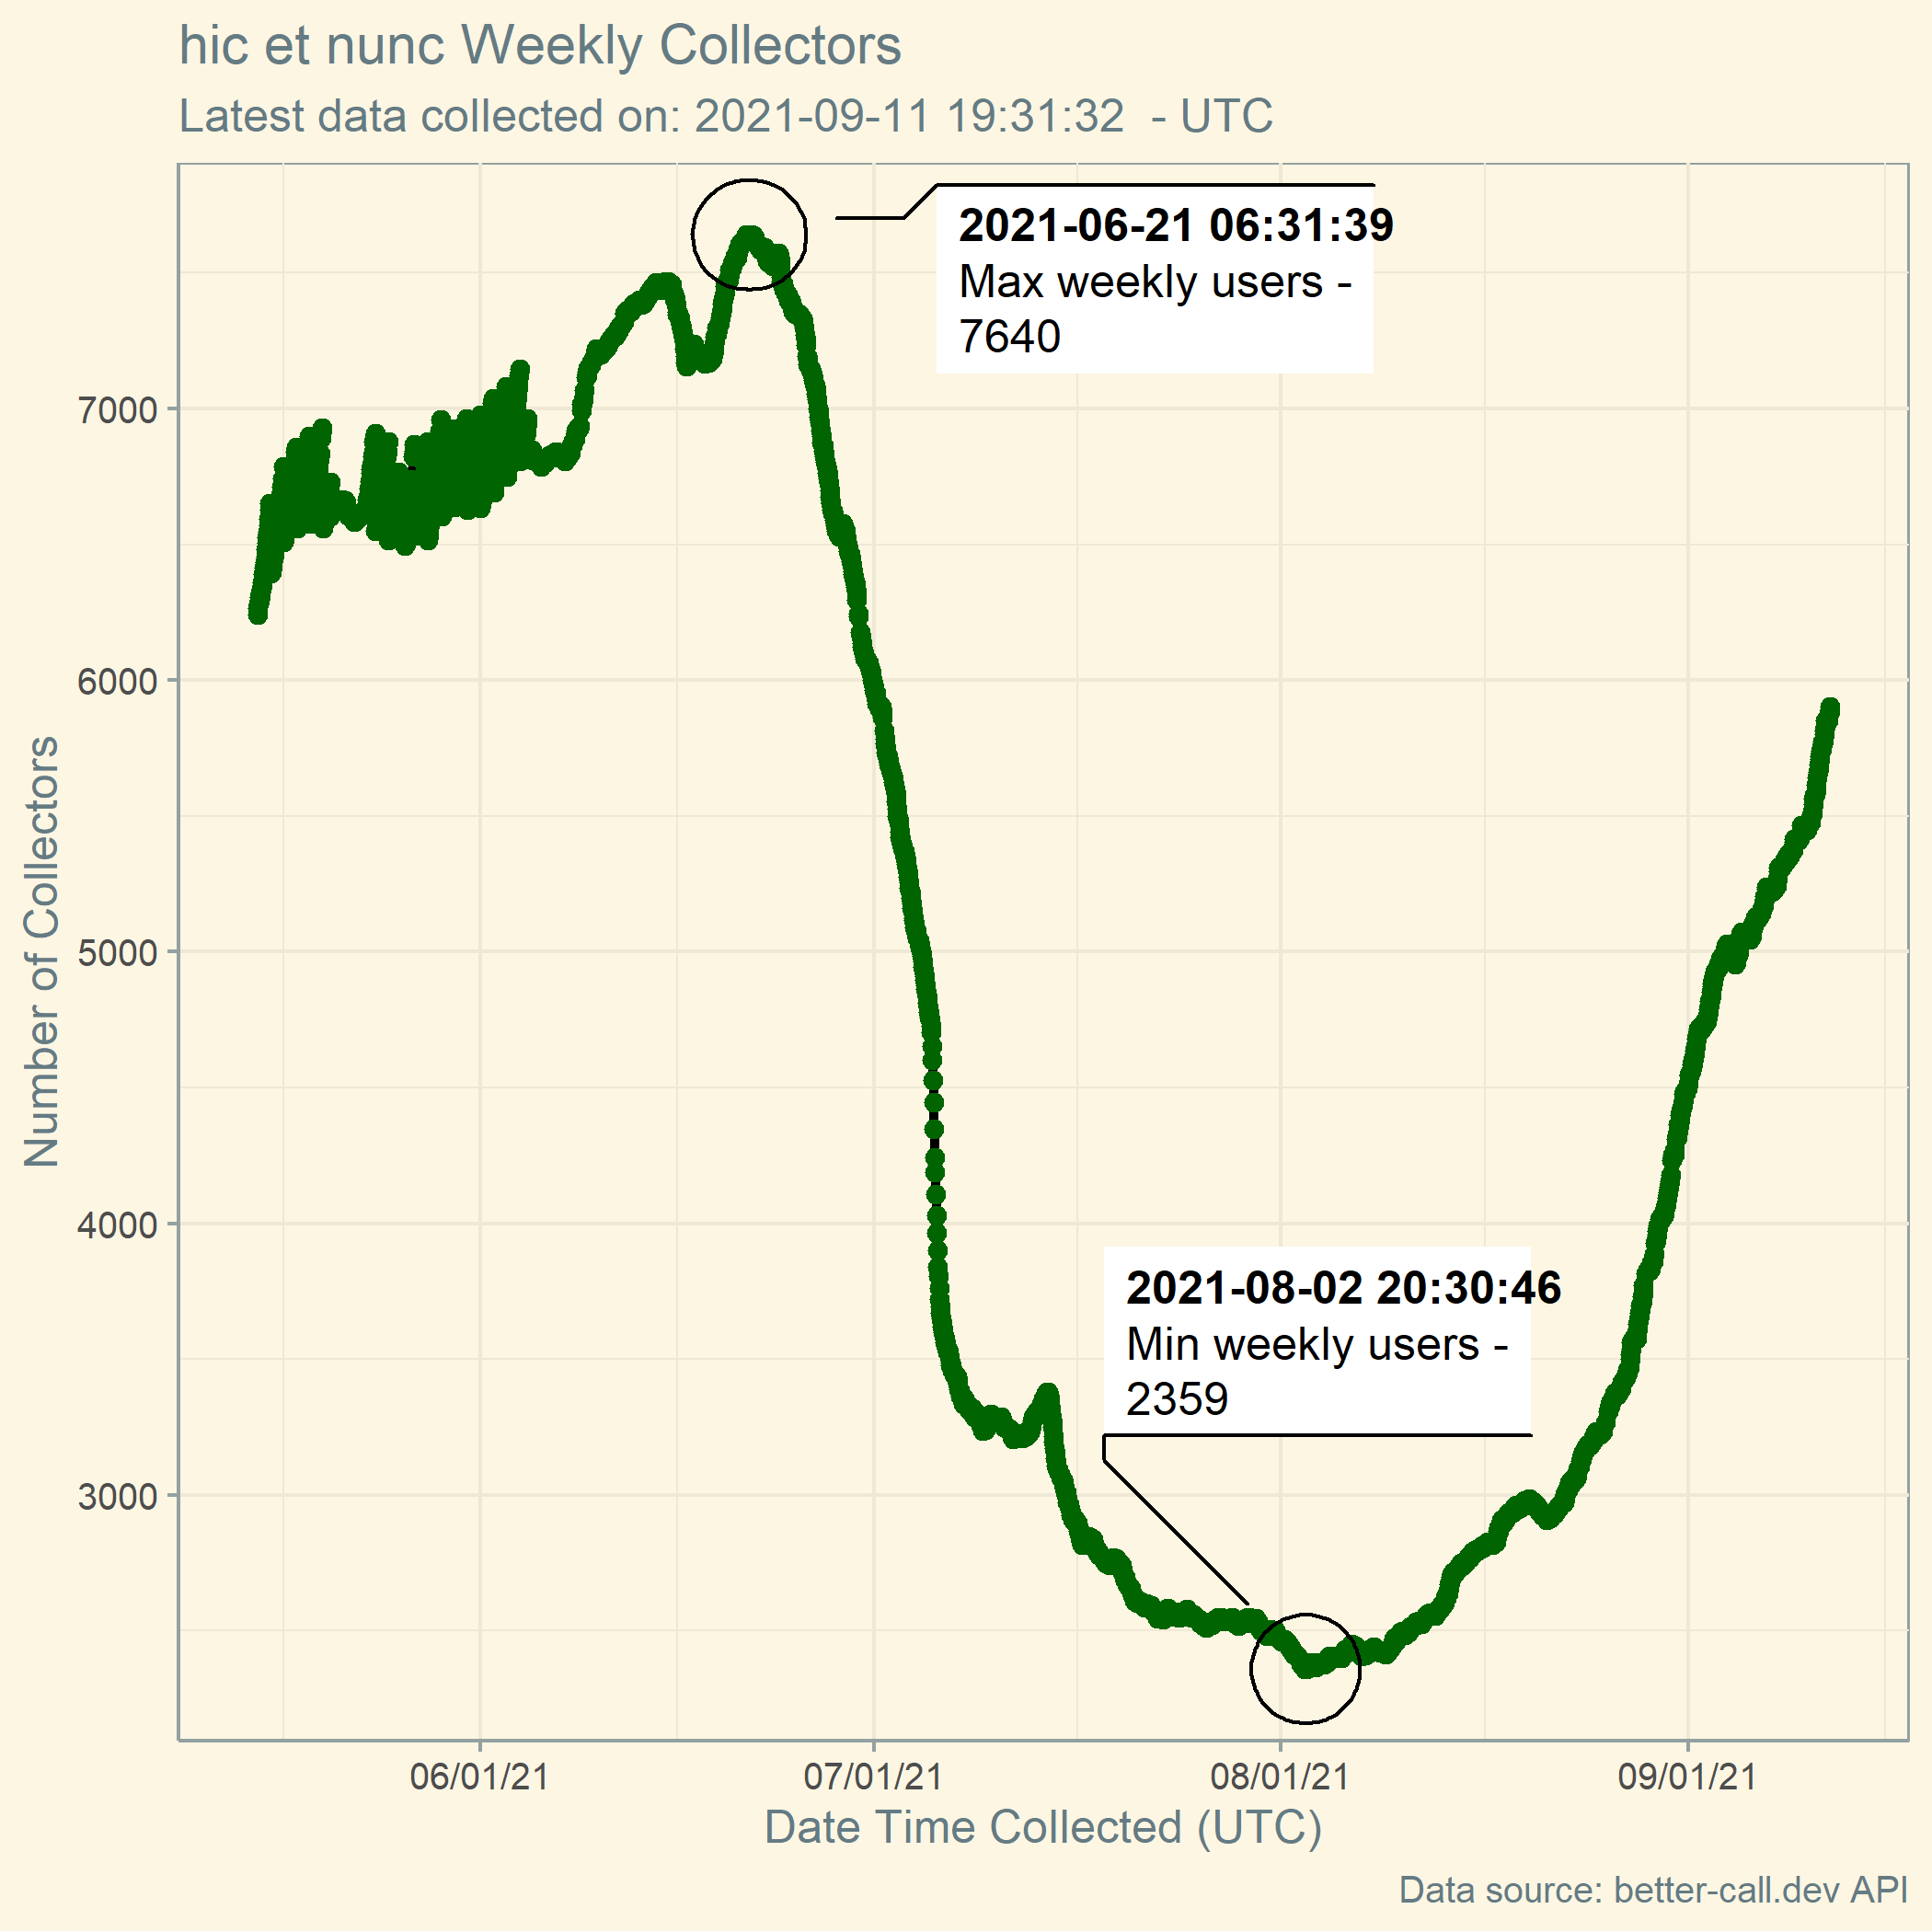 hic et nunc Weekly Collectors
Latest data collected on: 2021-09-11 19:31:32  - UTC
2021-06-21 06:31:39
Max weekly users -
7640
7000
6000
5000
4000
3000
Number of Collectors
2021-08-02 20:30:46
Min weekly users -
2359
06/01/21 07/01/21 08/01/21 09/01/21
Date Time Collected (UTC)
Data source: better-call.dev API